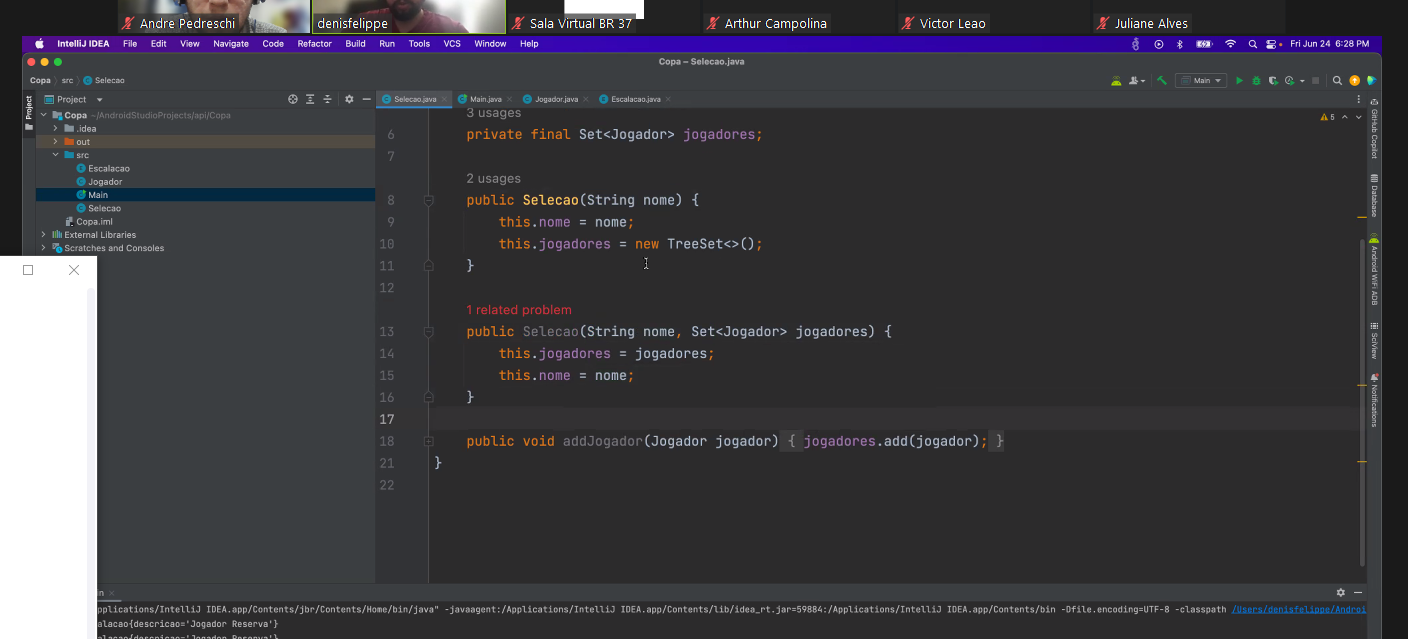 Andre Pedreschi
denisfelippe
Sala Virtual BR 37
Arthur Campolina
Victor Leao
Juliane Alves
IntelliJ IDEA File Edit View Navigate Code Refactor Build Run Tools VCS Window Help
Fri Jun 24 6:28 PM
Copa – Selecao.java
Copa src Selecao
Main
Project
Selecao.java Main.java Jogador.java Escalacao.java
Project
Copa ~/AndroidStudioProjects/api/Copa
.idea
out
src
Escalacao
Jogador
Main
Selecao
Copa.iml
External Libraries
Scratches and Consoles
3 usages
6 private final Set<Jogador> jogadores;
7
2 usages
8 public Selecao(String nome) {
9 this.nome = nome;
10 this.jogadores = new TreeSet<>();
11 }
12
1 related problem
13 public Selecao(String nome, Set<Jogador> jogadores) {
14 this.jogadores = jogadores;
15 this.nome = nome;
16 }
17
18 public void addJogador(Jogador jogador) { jogadores.add(jogador); }
21 }
22
5
GitHub Copilot
Database
Android WiFi ADB
SciView
Notifications
in
applications/IntelliJ IDEA.app/Contents/jbr/Contents/Home/bin/java" -javaagent:/Applications/IntelliJ IDEA.app/Contents/lib/idea_rt.jar=59884:/Applications/IntelliJ IDEA.app/Contents/bin -Dfile.encoding=UTF-8 -classpath /Users/denisfelippe/Androi
alacao{descricao='Jogador Reserva'}
alacao{descricao='Jogador Reserva'}